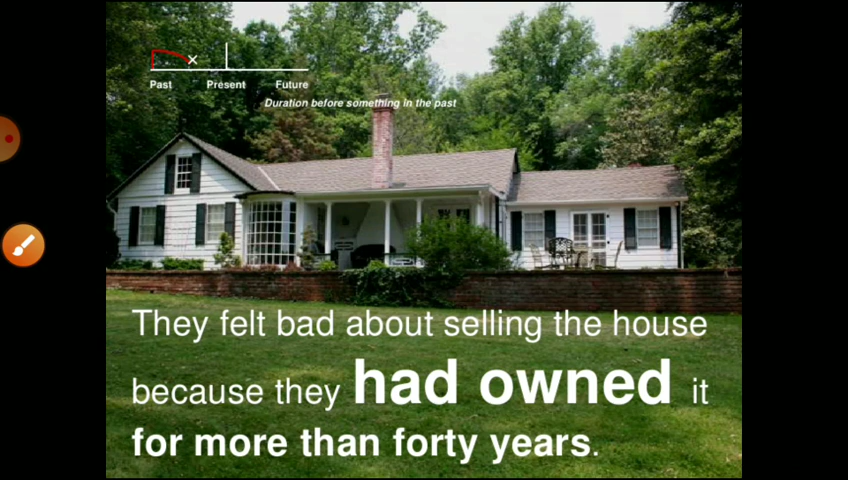 Past Present Future
Duration before something in the past
They felt bad about selling the house
because they had owned it
for more than forty years.